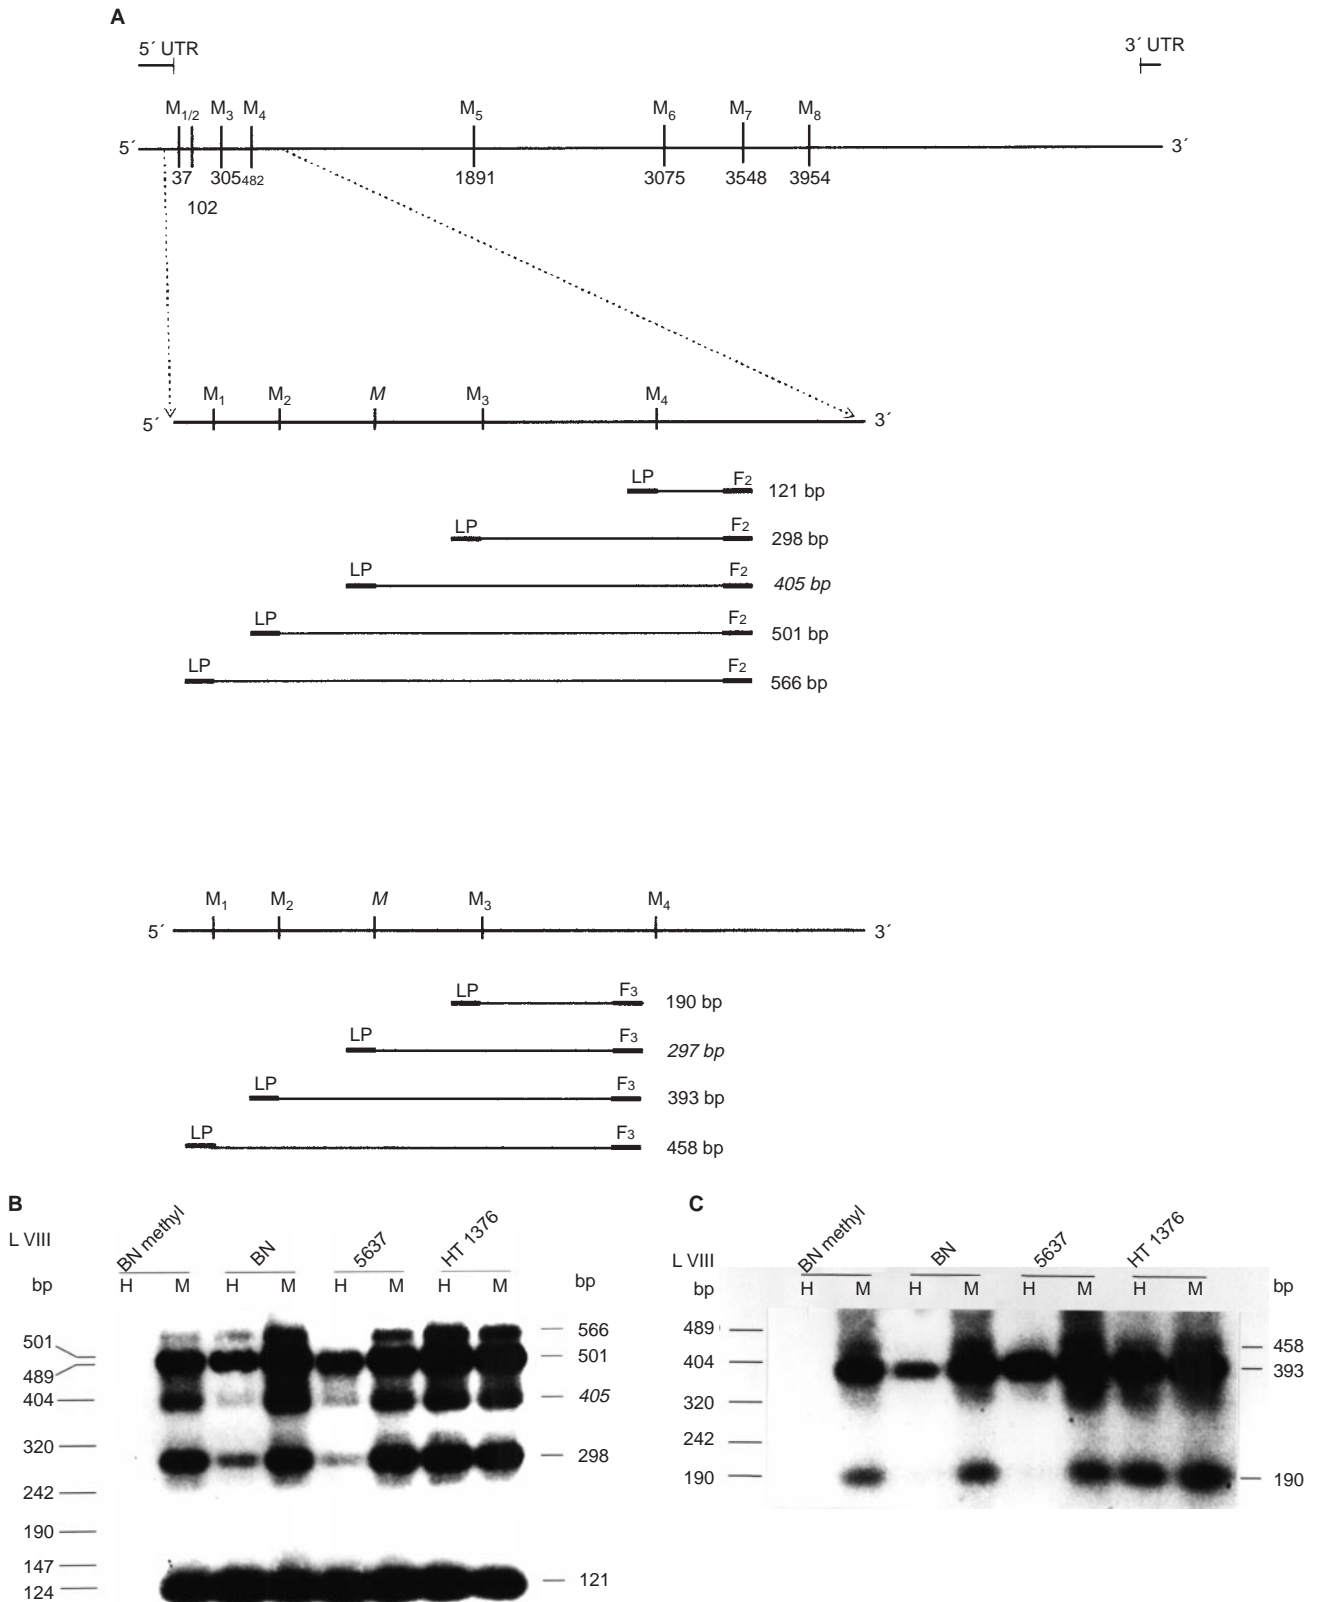 A
5´ UTR
3´ UTR
M1/2 M3 M4 M5 M6 M7 M8
5´ 3´
37 305 482 1891 3075 3548 3954
102
M1 M2 M M3 M4
5´ 3´
LP F2 121 bp
LP F2 298 bp
LP F2 405 bp
LP F2 501 bp
LP F2 566 bp
M1 M2 M M3 M4
5´ 3´
LP F3 190 bp
LP F3 297 bp
LP F3 393 bp
LP F3 458 bp
B
L VIII
BN methyl BN 5637 HT 1376
bp H M H M H M H M bp
501
489
404
320
242
190
147
124
566
501
405
298
121
C
L VIII
BN methyl BN 5637 HT 1376
bp H M H M H M H M bp
489
404
320
242
190
458
393
190